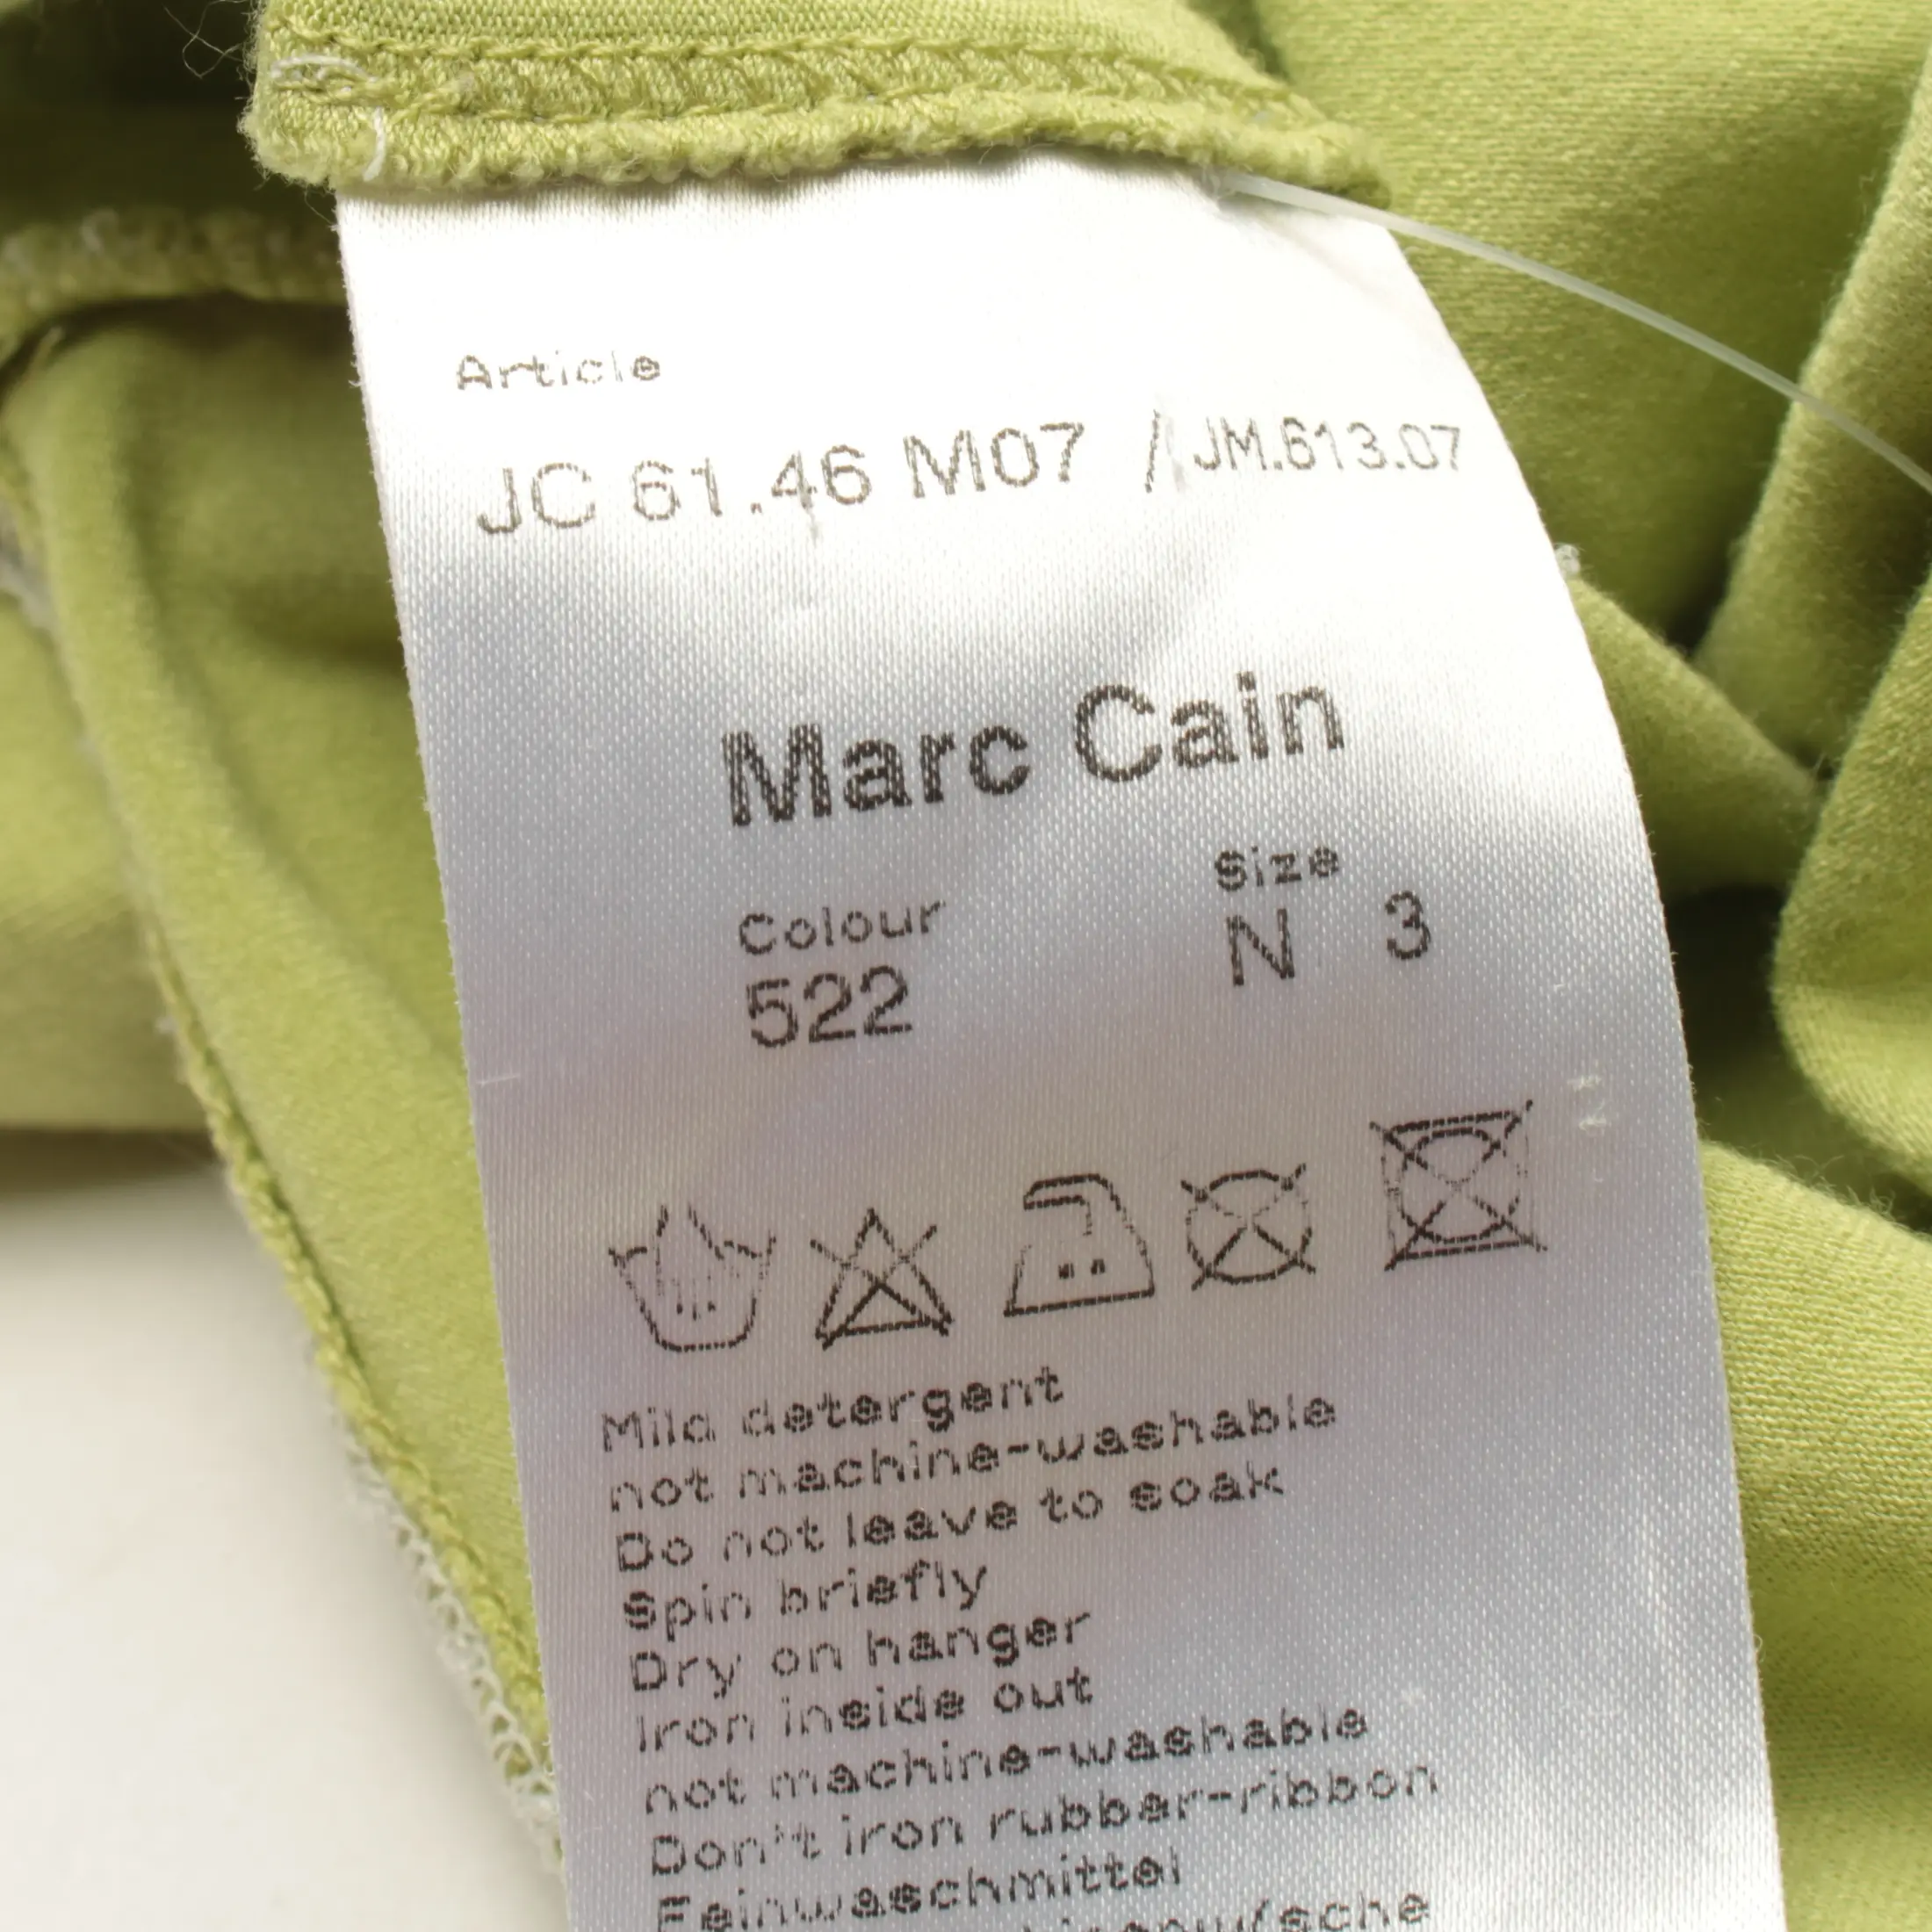 Article
JC 61.46 M07 / JM.613.07
Marc Cain
Colour
522
Size
N 3
Mild detergent
not machine-washable
Do not leave to soak
Spin briefly
Dry on hanger
Iron inside out
not machine-washable
Don't iron rubber-ribbon
Feinwaschmittel